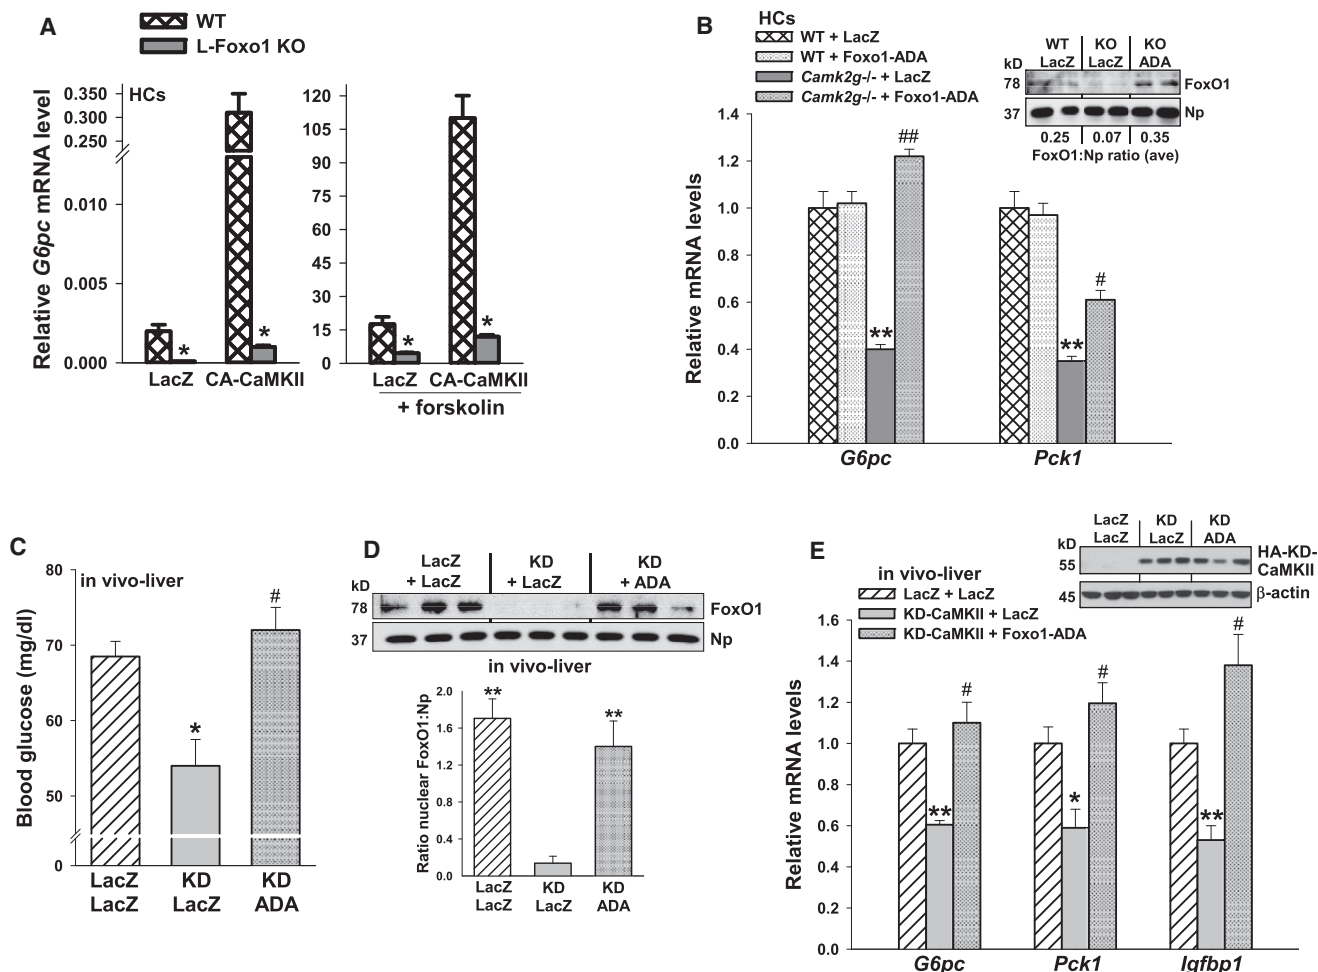 A
WT
L-Foxo1 KO
HCs
Relative G6pc mRNA level
0.350
0.300
0.250
0.010
0.005
0.000
*
*
LacZ CA-CaMKII
120
105
90
75
60
45
30
15
0
*
*
LacZ CA-CaMKII
+ forskolin
B
HCs
WT + LacZ
WT + Foxo1-ADA
Camk2g-/- + LacZ
Camk2g-/- + Foxo1-ADA
WT KO KO
kD LacZ LacZ ADA
78 FoxO1
37 Np
0.25 0.07 0.35
FoxO1:Np ratio (ave)
Relative mRNA levels
1.4
1.2
1.0
0.8
0.6
0.4
0.2
0.0
**
##
**
#
G6pc Pck1
C
in vivo-liver
Blood glucose (mg/dl)
80
70
60
50
0
*
#
LacZ KD KD
LacZ LacZ ADA
D
LacZ KD KD
+ LacZ + LacZ + ADA
kD
78 FoxO1
37 Np
in vivo-liver
Ratio nuclear FoxO1:Np
2.0
1.6
1.2
0.8
0.4
0.0
**
**
LacZ KD KD
LacZ LacZ ADA
E
in vivo-liver
LacZ + LacZ
KD-CaMKII + LacZ
KD-CaMKII + Foxo1-ADA
LacZ KD KD
LacZ LacZ ADA
kD
55 HA-KD-
CaMKII
45 β-actin
Relative mRNA levels
1.6
1.4
1.2
1.0
0.8
0.6
0.4
0.2
0.0
**
#
*
#
**
#
G6pc Pck1 Igfbp1